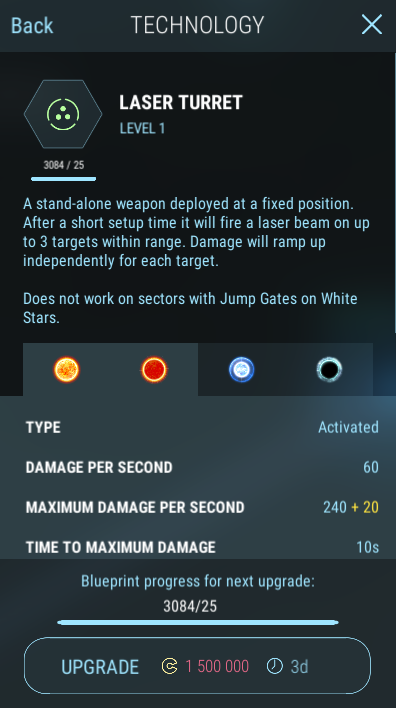 Back TECHNOLOGY
LASER TURRET
LEVEL 1
3084 / 25
A stand-alone weapon deployed at a fixed position.
After a short setup time it will fire a laser beam on up
to 3 targets within range. Damage will ramp up
independently for each target.
Does not work on sectors with Jump Gates on White
Stars.
TYPE Activated
DAMAGE PER SECOND 60
MAXIMUM DAMAGE PER SECOND 240 + 20
TIME TO MAXIMUM DAMAGE 10s
Blueprint progress for next upgrade:
3084/25
UPGRADE 1 500 000 3d